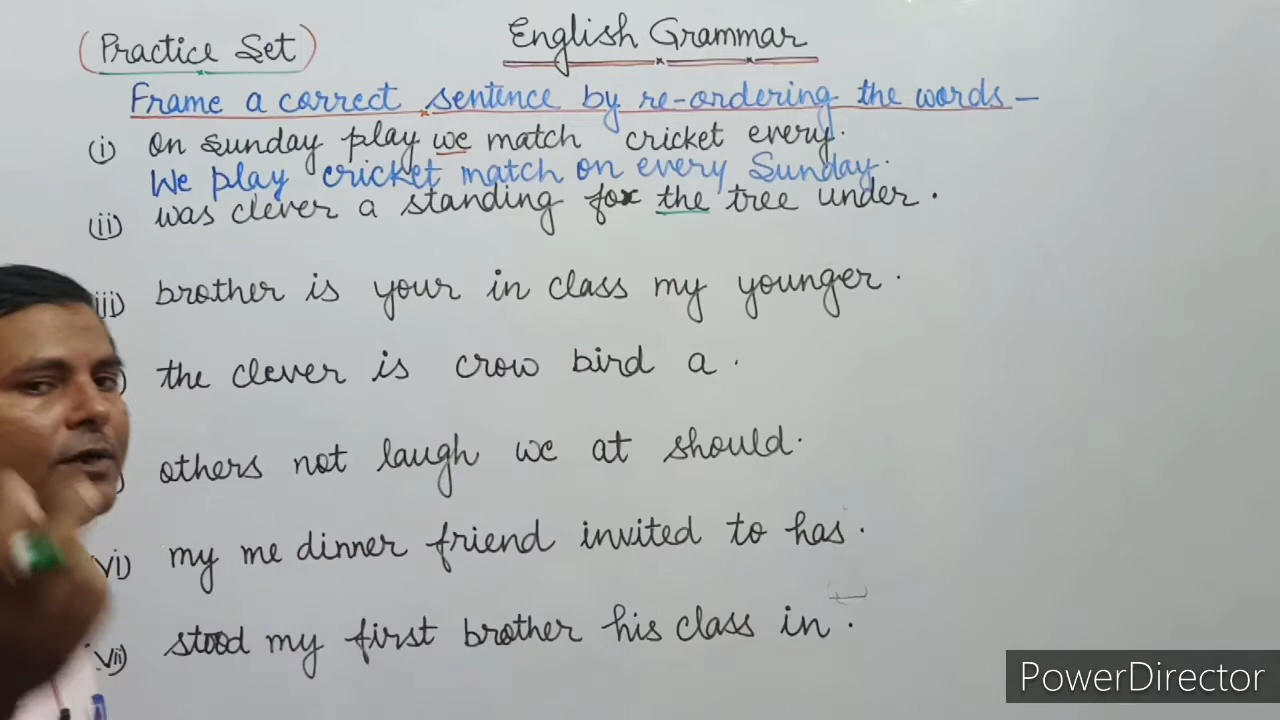 (Practice Set) English Grammar
Frame a correct sentence by re-ordering the words -
(i) On Sunday play we match cricket every.
We play cricket match on every Sunday.
(ii) was clever a standing fox the tree under.
iii) brother is your in class my younger.
) the clever is crow bird a.
) others not laugh we at should.
vi) my me dinner friend invited to has.
vii) stood my first brother his class in.
PowerDirector